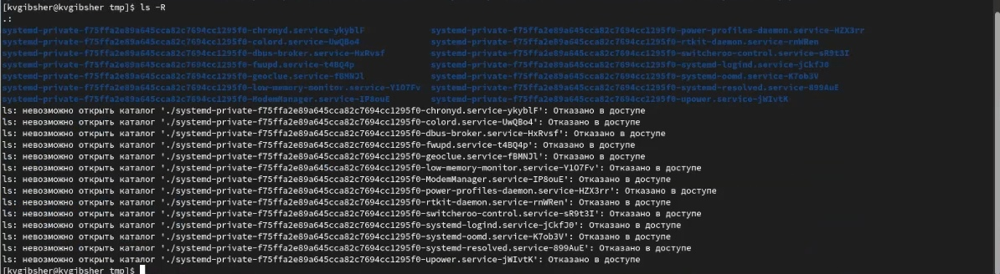 [kvgibsher@kvgibsher tmp]$ ls -R
.:
systemd-private-f75ffa2e89a645cca82c7694cc1295f0-chronyd.service-ykyblF systemd-private-f75ffa2e89a645cca82c7694cc1295f0-power-profiles-daemon.service-HZX3rr
systemd-private-f75ffa2e89a645cca82c7694cc1295f0-colord.service-UwQBo4 systemd-private-f75ffa2e89a645cca82c7694cc1295f0-rtkit-daemon.service-rnWRen
systemd-private-f75ffa2e89a645cca82c7694cc1295f0-dbus-broker.service-HxRvsf systemd-private-f75ffa2e89a645cca82c7694cc1295f0-switcheroo-control.service-sR9t3I
systemd-private-f75ffa2e89a645cca82c7694cc1295f0-fwupd.service-t4BQ4p systemd-private-f75ffa2e89a645cca82c7694cc1295f0-systemd-logind.service-jCkfJ0
systemd-private-f75ffa2e89a645cca82c7694cc1295f0-geoclue.service-fBMNJl systemd-private-f75ffa2e89a645cca82c7694cc1295f0-systemd-oomd.service-K7ob3V
systemd-private-f75ffa2e89a645cca82c7694cc1295f0-low-memory-monitor.service-Y1O7Fv systemd-private-f75ffa2e89a645cca82c7694cc1295f0-systemd-resolved.service-899AuE
systemd-private-f75ffa2e89a645cca82c7694cc1295f0-ModemManager.service-IP8ouE systemd-private-f75ffa2e89a645cca82c7694cc1295f0-upower.service-jWIvtK
ls: невозможно открыть каталог './systemd-private-f75ffa2e89a645cca82c7694cc1295f0-chronyd.service-ykyblF': Отказано в доступе
ls: невозможно открыть каталог './systemd-private-f75ffa2e89a645cca82c7694cc1295f0-colord.service-UwQBo4': Отказано в доступе
ls: невозможно открыть каталог './systemd-private-f75ffa2e89a645cca82c7694cc1295f0-dbus-broker.service-HxRvsf': Отказано в доступе
ls: невозможно открыть каталог './systemd-private-f75ffa2e89a645cca82c7694cc1295f0-fwupd.service-t4BQ4p': Отказано в доступе
ls: невозможно открыть каталог './systemd-private-f75ffa2e89a645cca82c7694cc1295f0-geoclue.service-fBMNJl': Отказано в доступе
ls: невозможно открыть каталог './systemd-private-f75ffa2e89a645cca82c7694cc1295f0-low-memory-monitor.service-Y1O7Fv': Отказано в доступе
ls: невозможно открыть каталог './systemd-private-f75ffa2e89a645cca82c7694cc1295f0-ModemManager.service-IP8ouE': Отказано в доступе
ls: невозможно открыть каталог './systemd-private-f75ffa2e89a645cca82c7694cc1295f0-power-profiles-daemon.service-HZX3rr': Отказано в доступе
ls: невозможно открыть каталог './systemd-private-f75ffa2e89a645cca82c7694cc1295f0-rtkit-daemon.service-rnWRen': Отказано в доступе
ls: невозможно открыть каталог './systemd-private-f75ffa2e89a645cca82c7694cc1295f0-switcheroo-control.service-sR9t3I': Отказано в доступе
ls: невозможно открыть каталог './systemd-private-f75ffa2e89a645cca82c7694cc1295f0-systemd-logind.service-jCkfJ0': Отказано в доступе
ls: невозможно открыть каталог './systemd-private-f75ffa2e89a645cca82c7694cc1295f0-systemd-oomd.service-K7ob3V': Отказано в доступе
ls: невозможно открыть каталог './systemd-private-f75ffa2e89a645cca82c7694cc1295f0-systemd-resolved.service-899AuE': Отказано в доступе
ls: невозможно открыть каталог './systemd-private-f75ffa2e89a645cca82c7694cc1295f0-upower.service-jWIvtK': Отказано в доступе
[kvgibsher@kvgibsher tmp]$